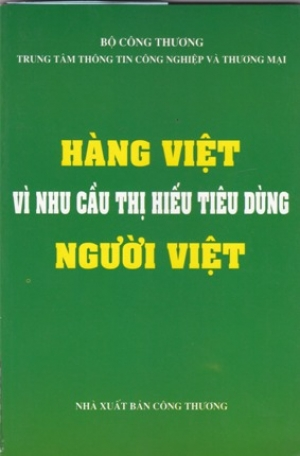 BỘ CÔNG THƯƠNG
TRUNG TÂM THÔNG TIN CÔNG NGHIỆP VÀ THƯƠNG MẠI
HÀNG VIỆT
VÌ NHU CẦU THỊ HIẾU TIÊU DÙNG
NGƯỜI VIỆT
NHÀ XUẤT BẢN CÔNG THƯƠNG